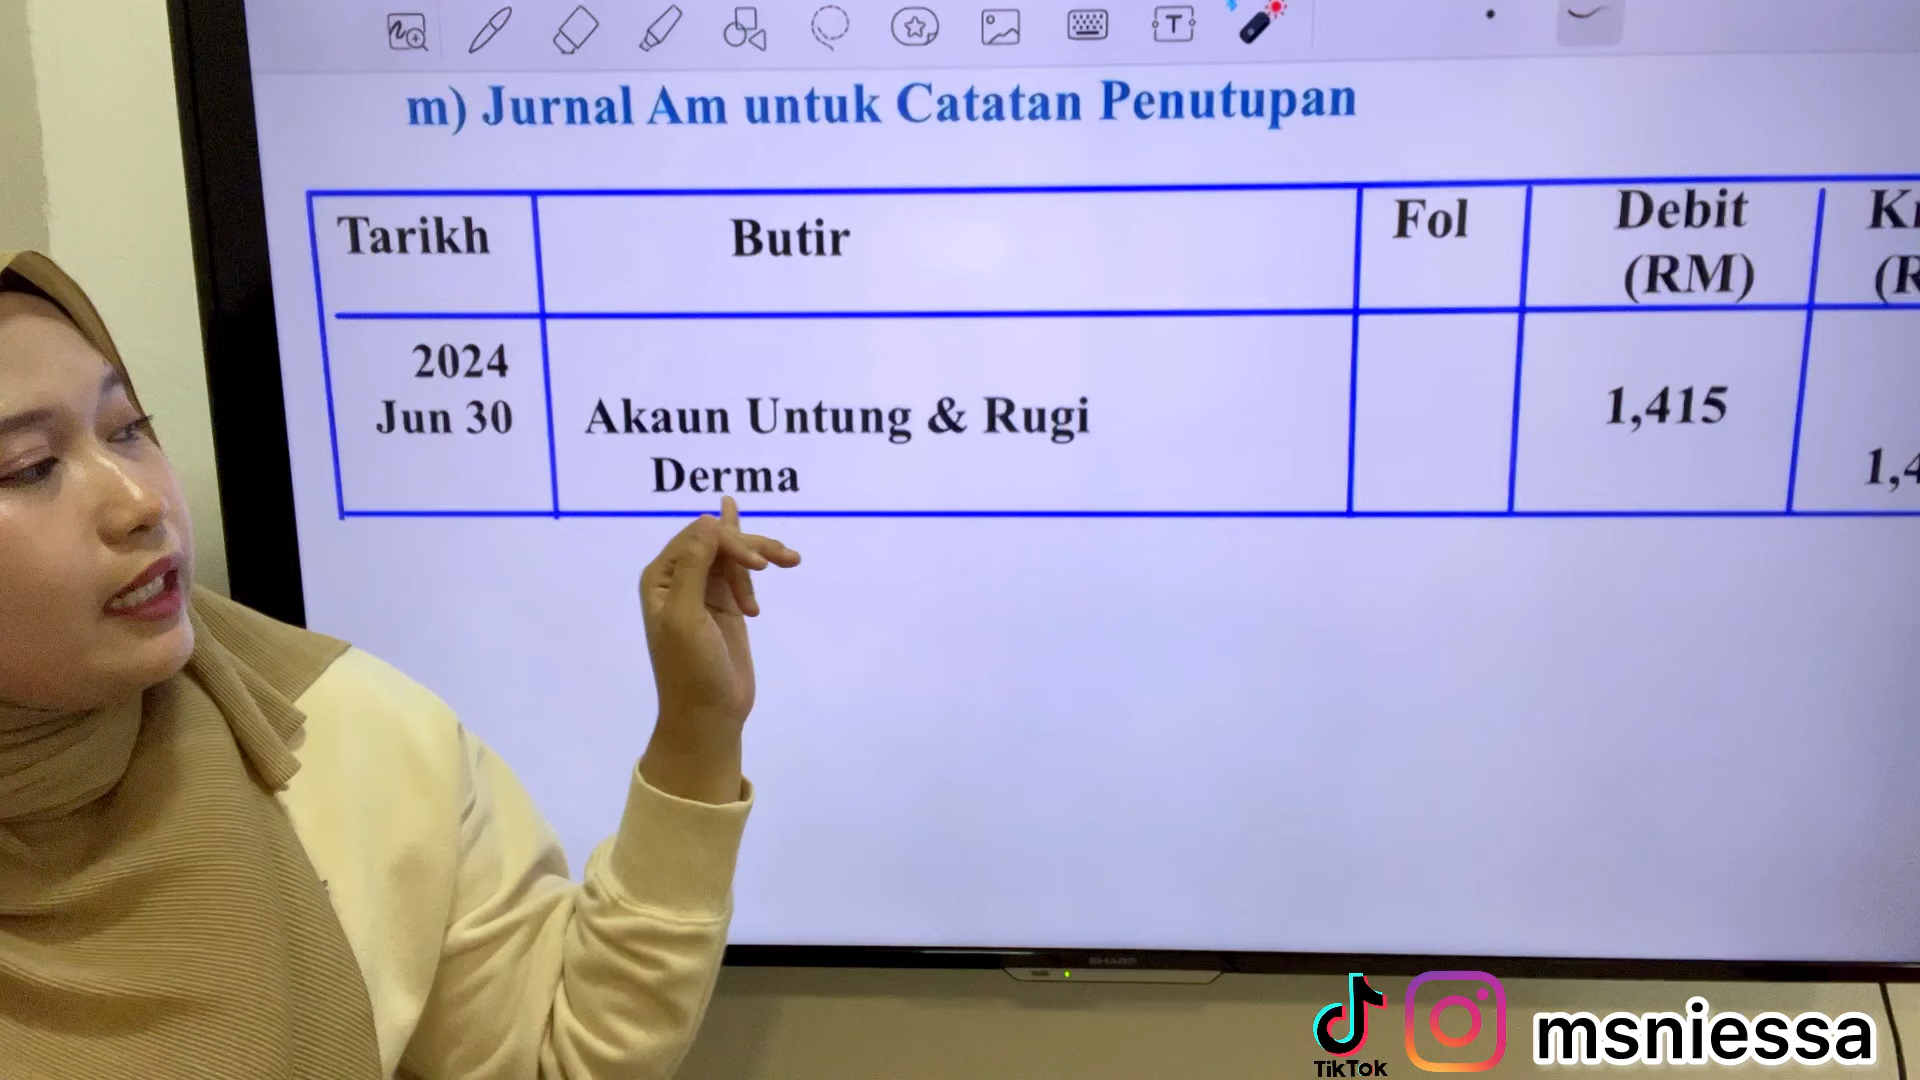 m) Jurnal Am untuk Catatan Penutupan
Tarikh Butir Fol Debit
(RM)
2024
Jun 30 Akaun Untung & Rugi 1,415
Derma
SHARP
TikTok
msniessa